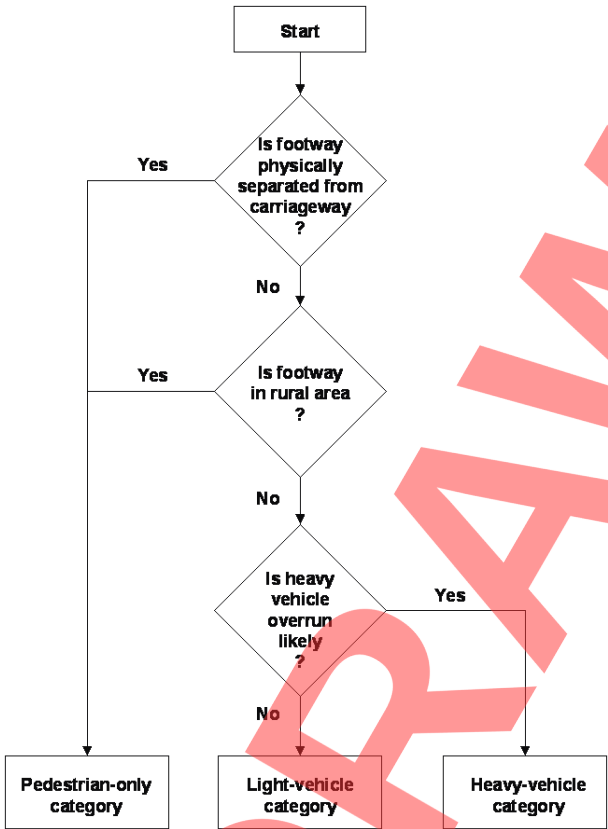 Start
Is footway
physically
separated from
carriageway
?
Yes
No
Is footway
in rural area
?
Yes
No
Is heavy
vehicle
overrun
likely
?
Yes
No
Pedestrian-only
category
Light-vehicle
category
Heavy-vehicle
category